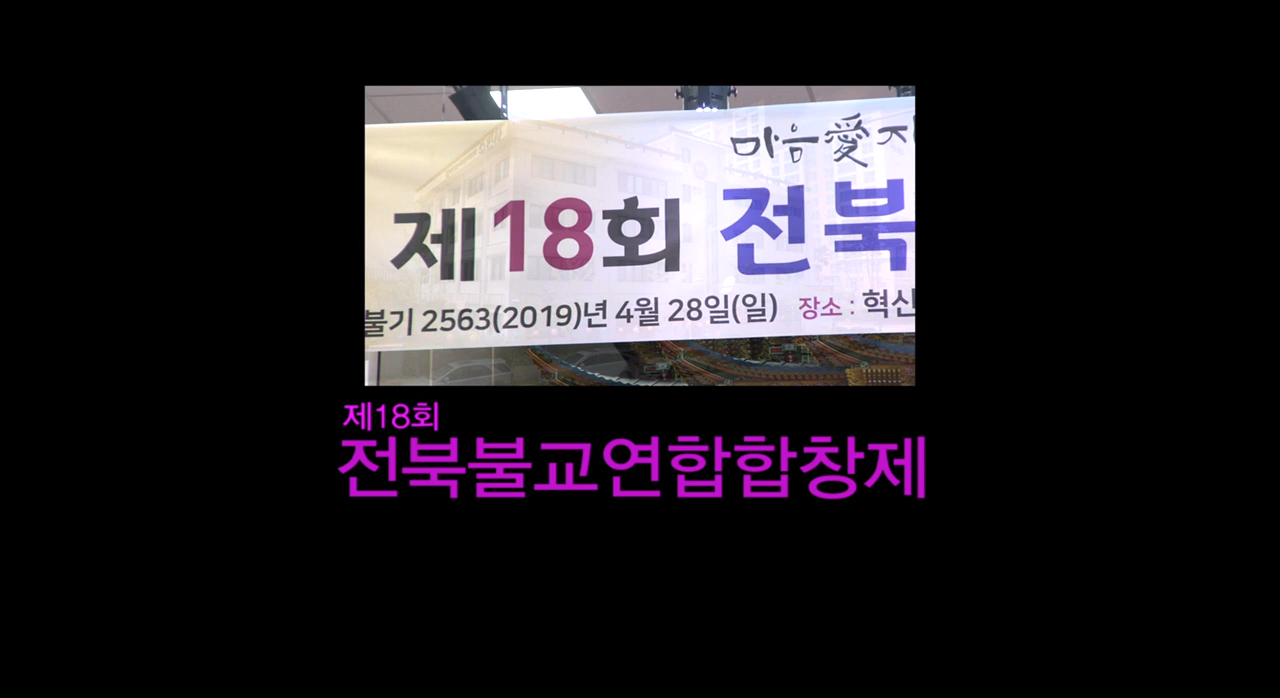 마음愛
제18회 전북
불기 2563(2019)년 4월 28일(일) 장소 : 혁신
제18회
전북불교연합합창제